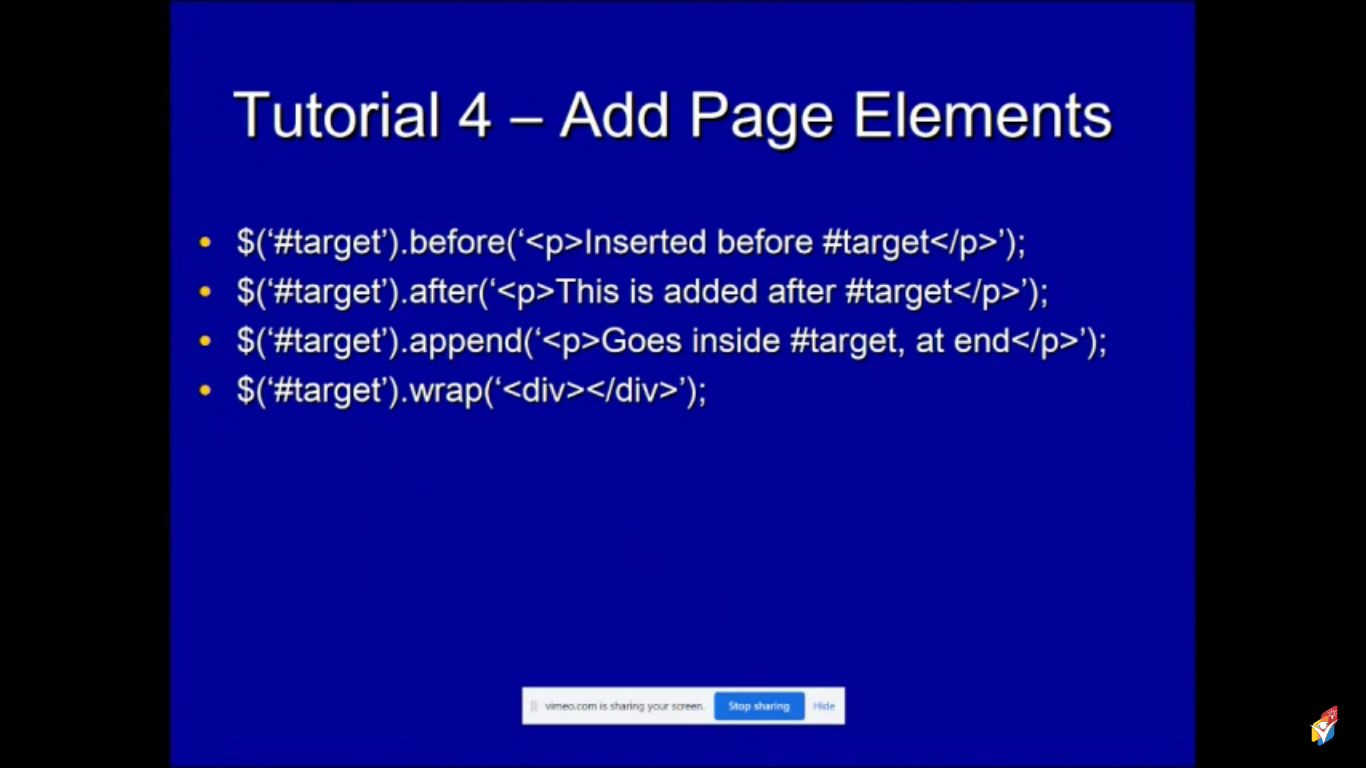 Tutorial 4 – Add Page Elements
• $(‘#target’).before(‘<p>Inserted before #target</p>’);
• $(‘#target’).after(‘<p>This is added after #target</p>’);
• $(‘#target’).append(‘<p>Goes inside #target, at end</p>’);
• $(‘#target’).wrap(‘<div></div>’);
vimeo.com is sharing your screen. Stop sharing Hide